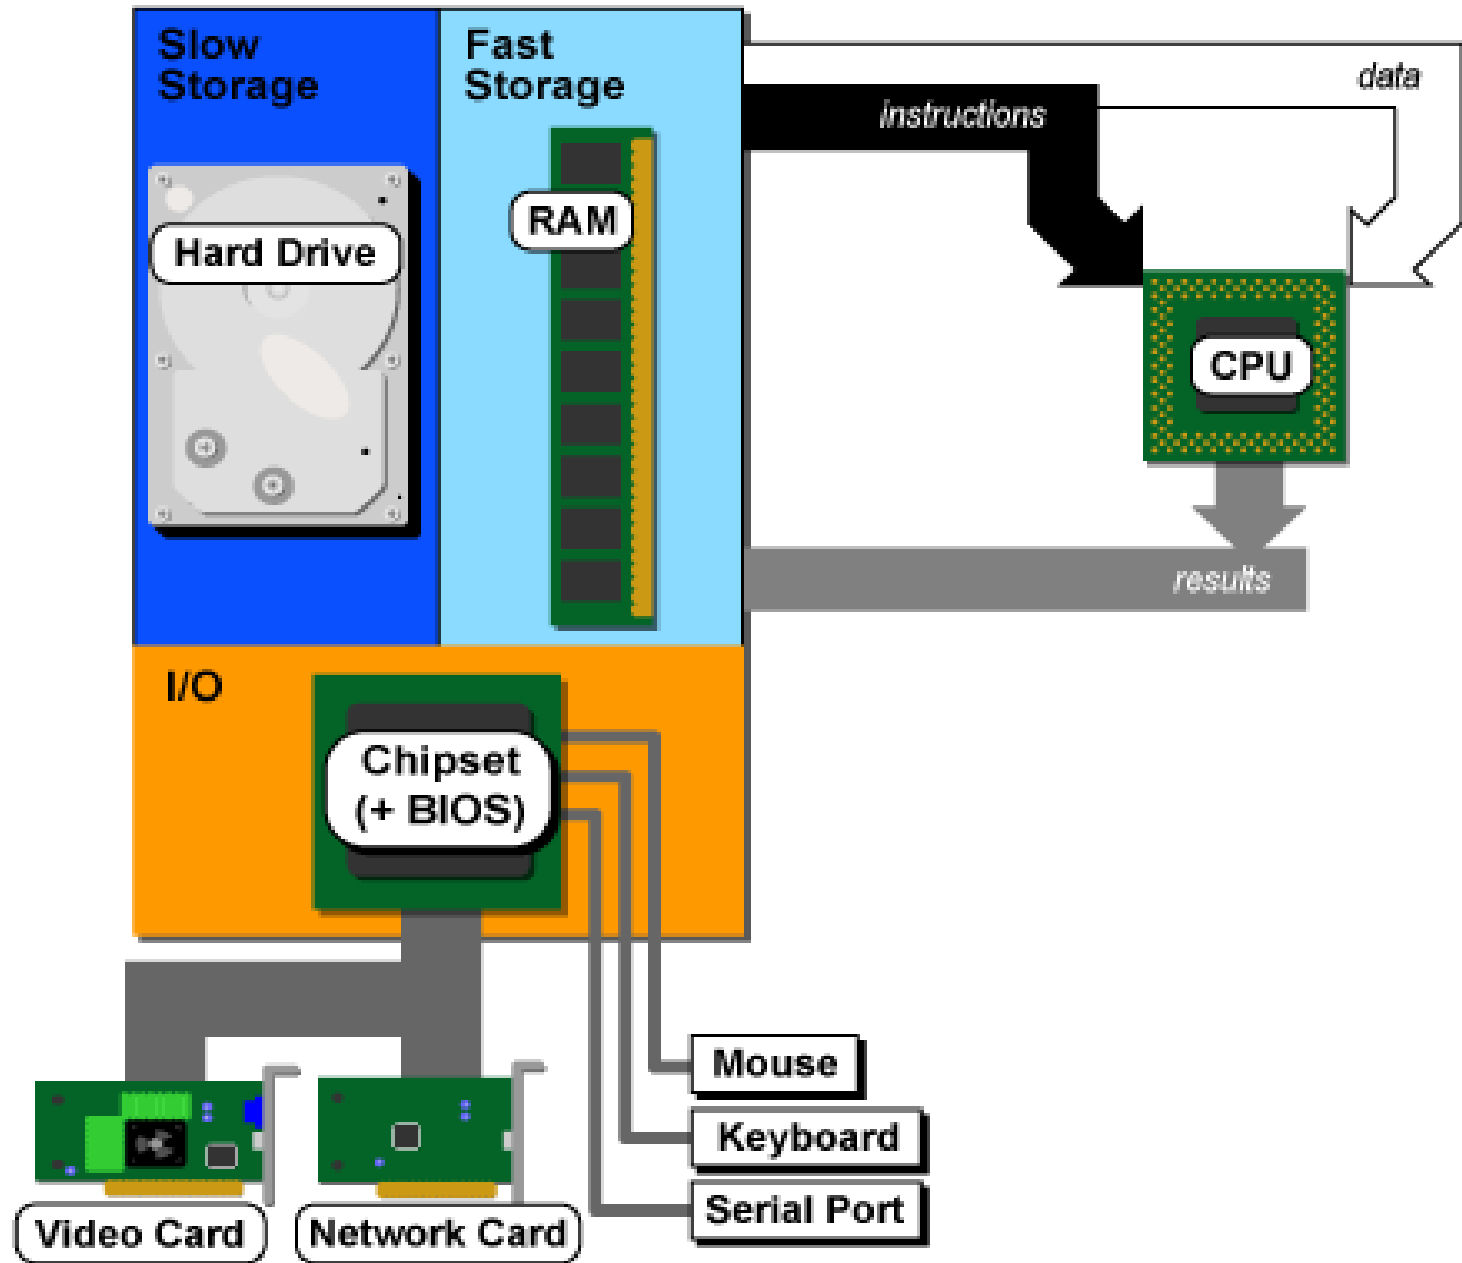 Slow
Storage
Fast
Storage
data
instructions
RAM
Hard Drive
CPU
results
I/O
Chipset
(+ BIOS)
Mouse
Keyboard
Serial Port
Video Card
Network Card